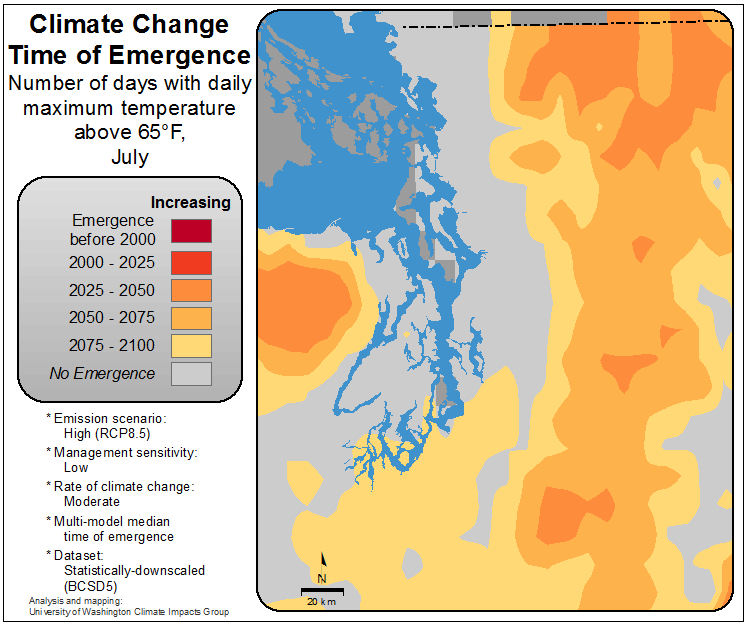 Climate Change
Time of Emergence
Number of days with daily
maximum temperature
above 65°F,
July
Increasing
Emergence
before 2000
2000 - 2025
2025 - 2050
2050 - 2075
2075 - 2100
No Emergence
* Emission scenario:
High (RCP8.5)
* Management sensitivity:
Low
* Rate of climate change:
Moderate
* Multi-model median
time of emergence
* Dataset:
Statistically-downscaled
(BCSD5)
Analysis and mapping:
University of Washington Climate Impacts Group
N
20 km